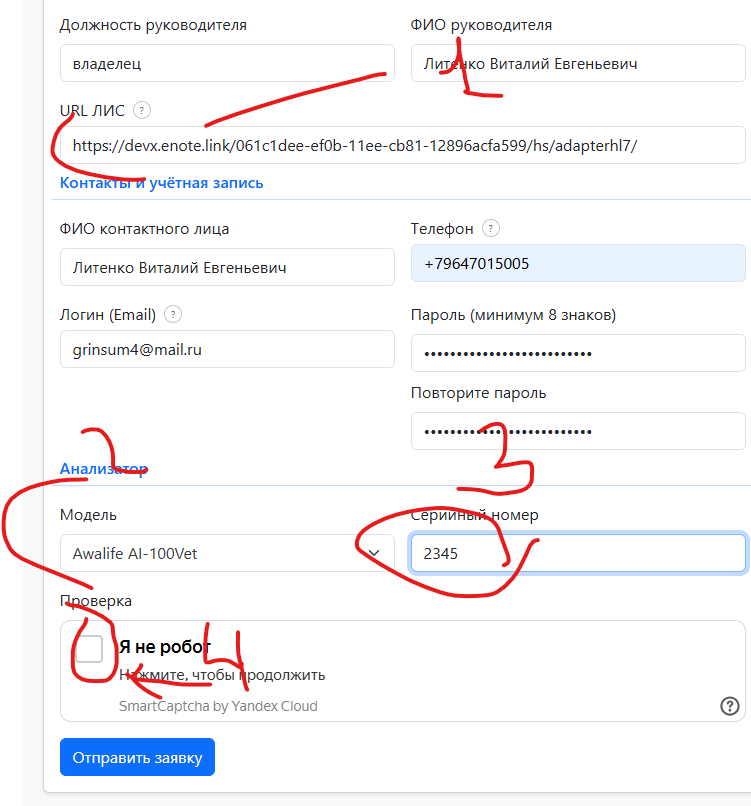 Должность руководителя
ФИО руководителя
владелец
Литенко Виталий Евгеньевич
1
URL ЛИС ?
https://devx.enote.link/061c1dee-ef0b-11ee-cb81-12896acfa599/hs/adapterhl7/
Контакты и учётная запись
ФИО контактного лица
Телефон ?
Литенко Виталий Евгеньевич
+79647015005
Логин (Email) ?
Пароль (минимум 8 знаков)
grinsum4@mail.ru
Повторите пароль
2
3
Анализатор
Модель
Серийный номер
Awalife AI-100Vet
2345
Проверка
Я не робот
4
Нажмите, чтобы продолжить
SmartCaptcha by Yandex Cloud
?
Отправить заявку